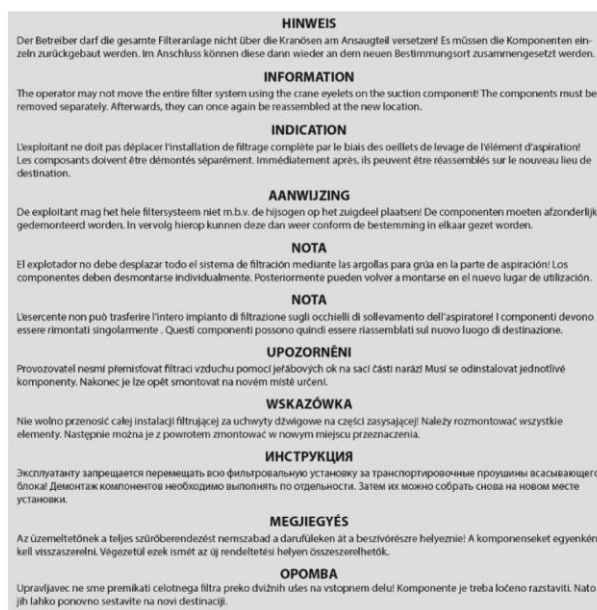 HINWEIS
Der Betreiber darf die gesamte Filteranlage nicht über die Kranösen am Ansaugteil versetzen! Es müssen die Komponenten ein-
zeln zurückgebaut werden. Im Anschluss können diese dann wieder an dem neuen Bestimmungsort zusammengesetzt werden.
INFORMATION
The operator may not move the entire filter system using the crane eyelets on the suction component! The components must be
removed separately. Afterwards, they can once again be reassembled at the new location.
INDICATION
L'exploitant ne doit pas déplacer l'installation de filtrage complète par le biais des oeillets de levage de l'élément d'aspiration!
Les composants doivent être démontés séparément. Immédiatement après, ils peuvent être réassemblés sur le nouveau lieu de
destination.
AANWIJZING
De exploitant mag het hele filtersysteem niet m.b.v. de hijsogen op het zuigdeel plaatsen! De componenten moeten afzonderlijk
gedemonteerd worden. In vervolg hierop kunnen deze dan weer conform de bestemming in elkaar gezet worden.
NOTA
El explotador no debe desplazar todo el sistema de filtración mediante las argollas para grúa en la parte de aspiración! Los
componentes deben desmontarse individualmente. Posteriormente pueden volver a montarse en el nuevo lugar de utilización.
NOTA
L'esercente non può trasferire l'intero impianto di filtrazione sugli occhielli di sollevamento dell'aspiratore! I componenti devono
essere rimontati singolarmente . Questi componenti possono quindi essere riassemblati sul nuovo luogo di destinazione.
UPOZORNĚNI
Provozovatel nesmí přemisťovat filtraci vzduchu pomocí jeřábových ok na sací části naráz! Musí se odinstalovat jednotlivé
komponenty. Nakonec je lze opět smontovat na novém místě určení.
WSKAZÓWKA
Nie wolno przenosić całej instalacji filtrującej za uchwyty dźwigowe na części zasysającej! Należy rozmontować wszystkie
elementy. Następnie można je z powrotem zmontować w nowym miejscu przeznaczenia.
ИНСТРУКЦИЯ
Эксплуатанту запрещается перемещать всю фильтровальную установку за транспортировочные проушины всасывающего
блока! Демонтаж компонентов необходимо выполнять по отдельности. Затем их можно собрать снова на новом месте
установки.
MEGJIEGYÉS
Az üzemeltetőnek a teljes szűrőberendezést nemszabad a darufüleken át a beszívórészre helyeznie! A komponenseket egyenkén
kell visszaszerelni. Végezetül ezek ismét az új rendeltetési helyen összeszerelhetők.
OPOMBA
Upravljavec ne sme premikati celotnega filtra preko dvižnih ušes na vstopnem delu! Komponente je treba ločeno razstaviti. Nato
jih lahko ponovno sestavite na novi destinaciji.